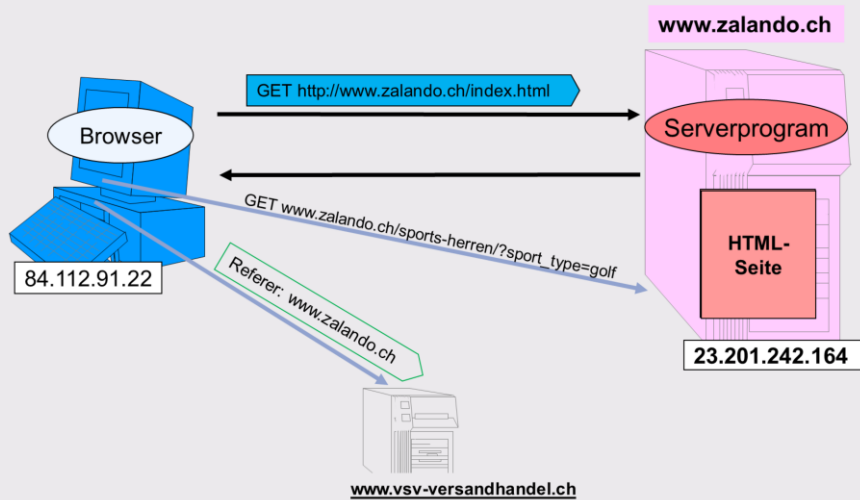 www.zalando.ch
GET http://www.zalando.ch/index.html
Browser
Serverprogram
GET www.zalando.ch/sports-herren/?sport_type=golf
HTML-
Seite
Referer: www.zalando.ch
84.112.91.22
23.201.242.164
www.vsv-versandhandel.ch